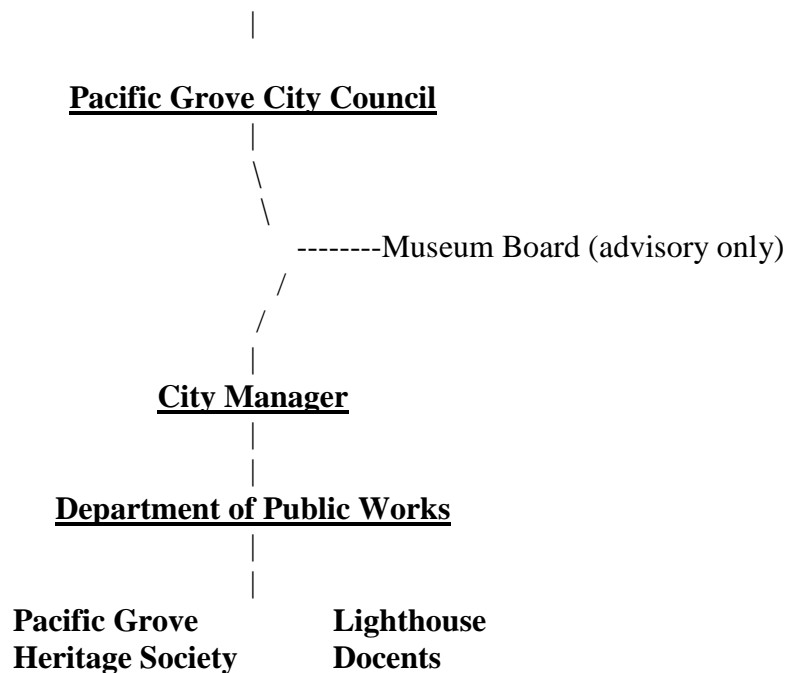 Pacific Grove City Council
--------Museum Board (advisory only)
City Manager
Department of Public Works
Pacific Grove Lighthouse
Heritage Society Docents